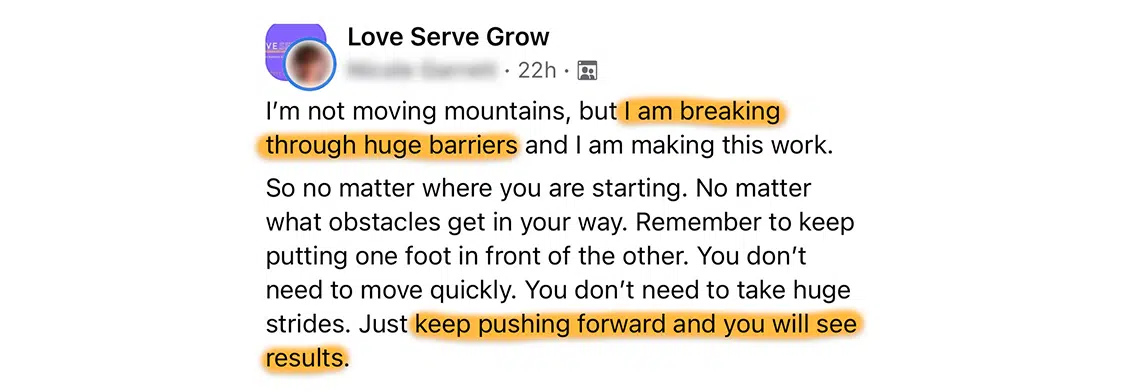 Love Serve Grow
· 22h ·
I’m not moving mountains, but I am breaking
through huge barriers and I am making this work.
So no matter where you are starting. No matter
what obstacles get in your way. Remember to keep
putting one foot in front of the other. You don’t
need to move quickly. You don’t need to take huge
strides. Just keep pushing forward and you will see
results.